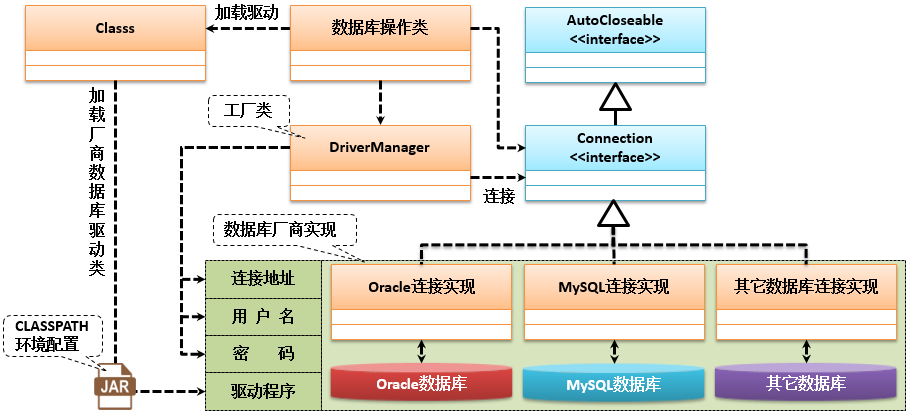 Classs
加载驱动
数据库操作类
AutoCloseable
<<interface>>
加载厂商数据库驱动类
工厂类
DriverManager
连接
Connection
<<interface>>
数据库厂商实现
连接地址
用 户 名
密 码
驱动程序
Oracle连接实现
MySQL连接实现
其它数据库连接实现
CLASSPATH
环境配置
JAR
Oracle数据库
MySQL数据库
其它数据库